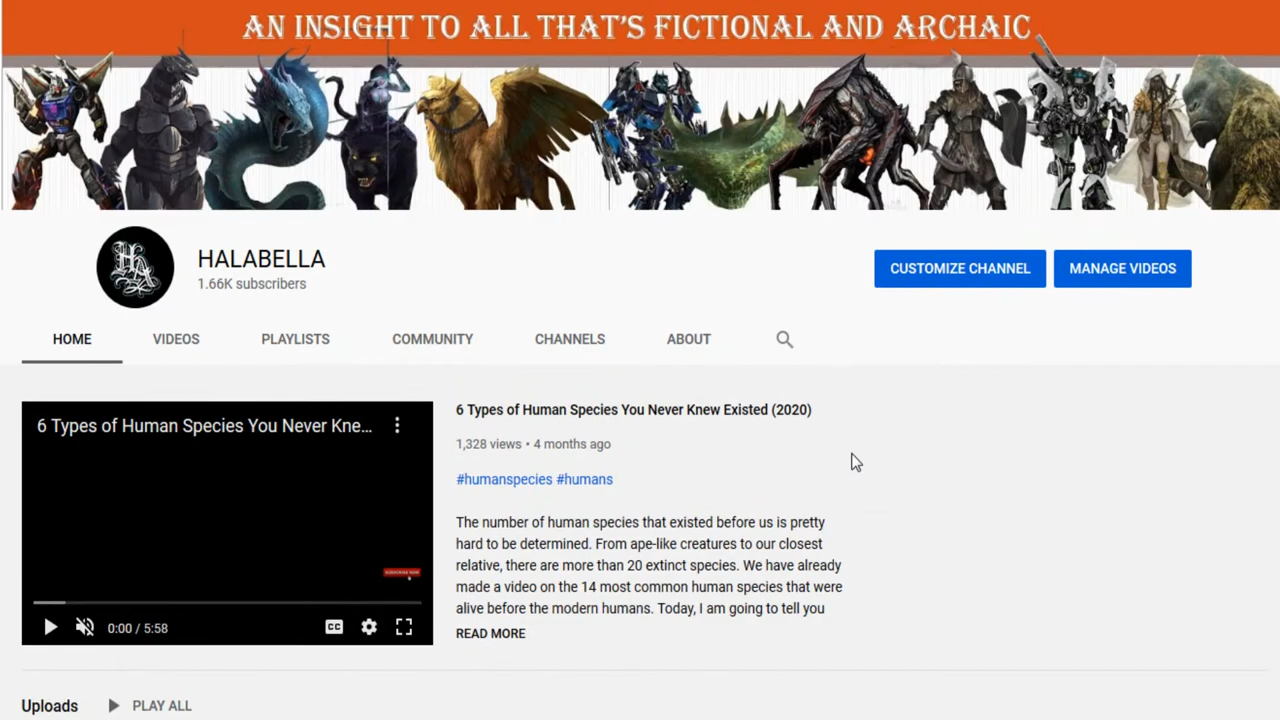 AN INSIGHT TO ALL THAT'S FICTIONAL AND ARCHAIC
HA
HALABELLA
1.66K subscribers
CUSTOMIZE CHANNEL
MANAGE VIDEOS
HOME
VIDEOS
PLAYLISTS
COMMUNITY
CHANNELS
ABOUT
6 Types of Human Species You Never Kne...
SUBSCRIBE NOW
CC
0:00 / 5:58
6 Types of Human Species You Never Knew Existed (2020)
1,328 views • 4 months ago
#humanspecies #humans
The number of human species that existed before us is pretty
hard to be determined. From ape-like creatures to our closest
relative, there are more than 20 extinct species. We have already
made a video on the 14 most common human species that were
alive before the modern humans. Today, I am going to tell you
READ MORE
Uploads
PLAY ALL